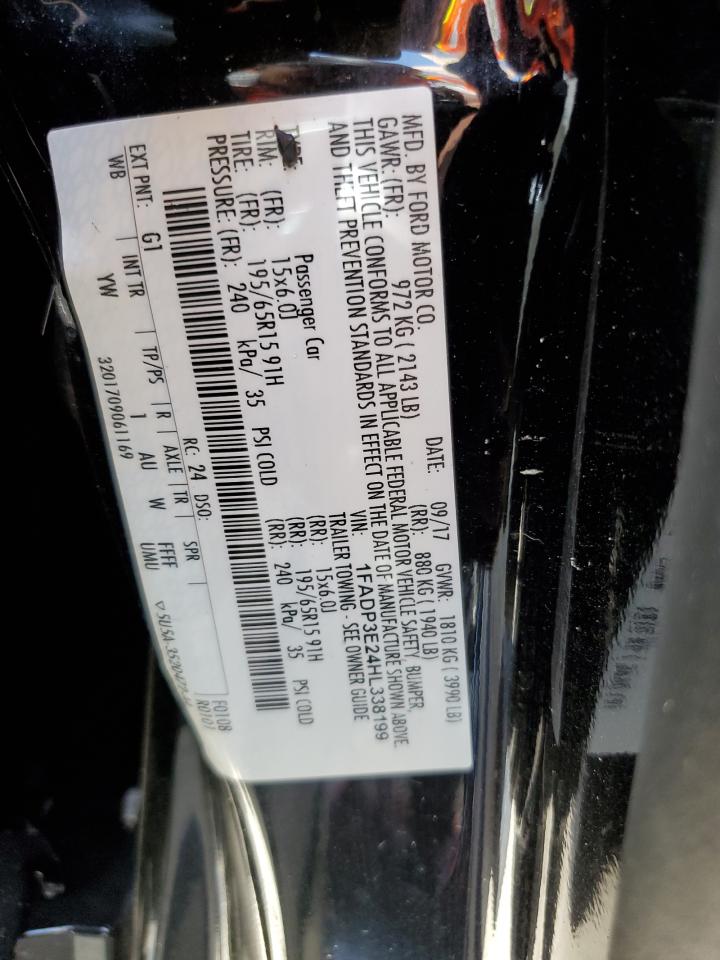 MFD. BY FORD MOTOR CO. DATE: 09/17 GVWR: 1810 KG ( 3990 LB)
GAWR: (FR): 972 KG ( 2143 LB) (RR): 880 KG ( 1940 LB)
THIS VEHICLE CONFORMS TO ALL APPLICABLE FEDERAL MOTOR VEHICLE SAFETY, BUMPER,
AND THEFT PREVENTION STANDARDS IN EFFECT ON THE DATE OF MANUFACTURE SHOWN ABOVE.
VIN: 1FADP3E24HL338199
TYPE: Passenger Car TRAILER TOWING - SEE OWNER GUIDE
RIM: (FR): 15x6.0J (RR): 15x6.0J
TIRE: (FR): 195/65R15 91H (RR): 195/65R15 91H
PRESSURE: (FR): 240 kPa/ 35 PSI COLD (RR): 240 kPa/ 35 PSI COLD
RC: 24 DSO: F0108
EXT PNT: G1 R0101
INT TR TP/PS R AXLE TR SPR
WB YW 1 AU W FFFF UMU
3201709061169